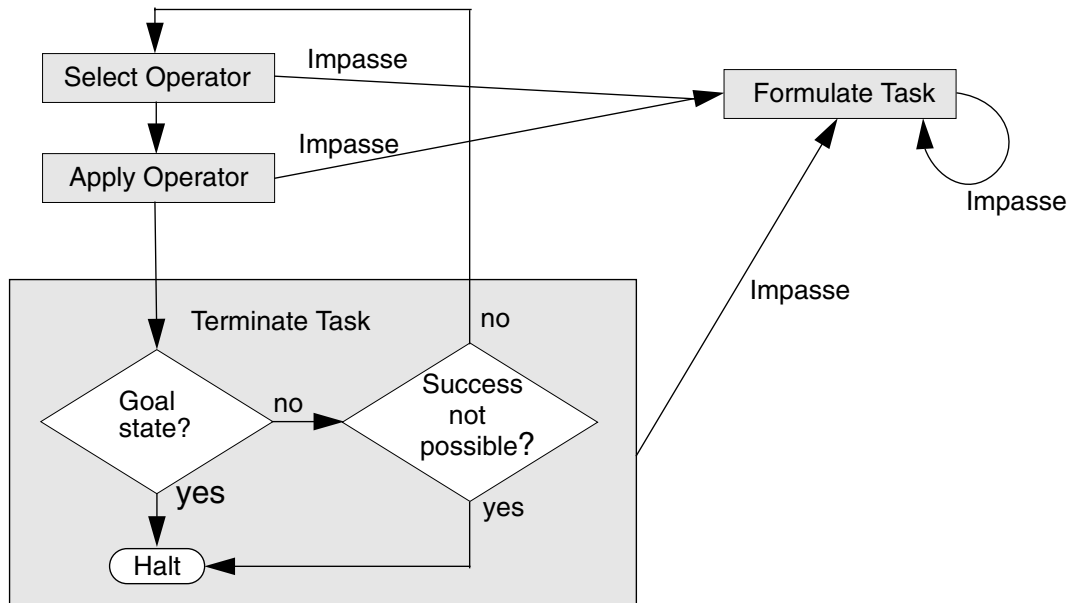 Select Operator
Impasse
Formulate Task
Impasse
Apply Operator
Impasse
Impasse
Terminate Task
no
Goal
state?
no
Success
not
possible?
yes
yes
Halt